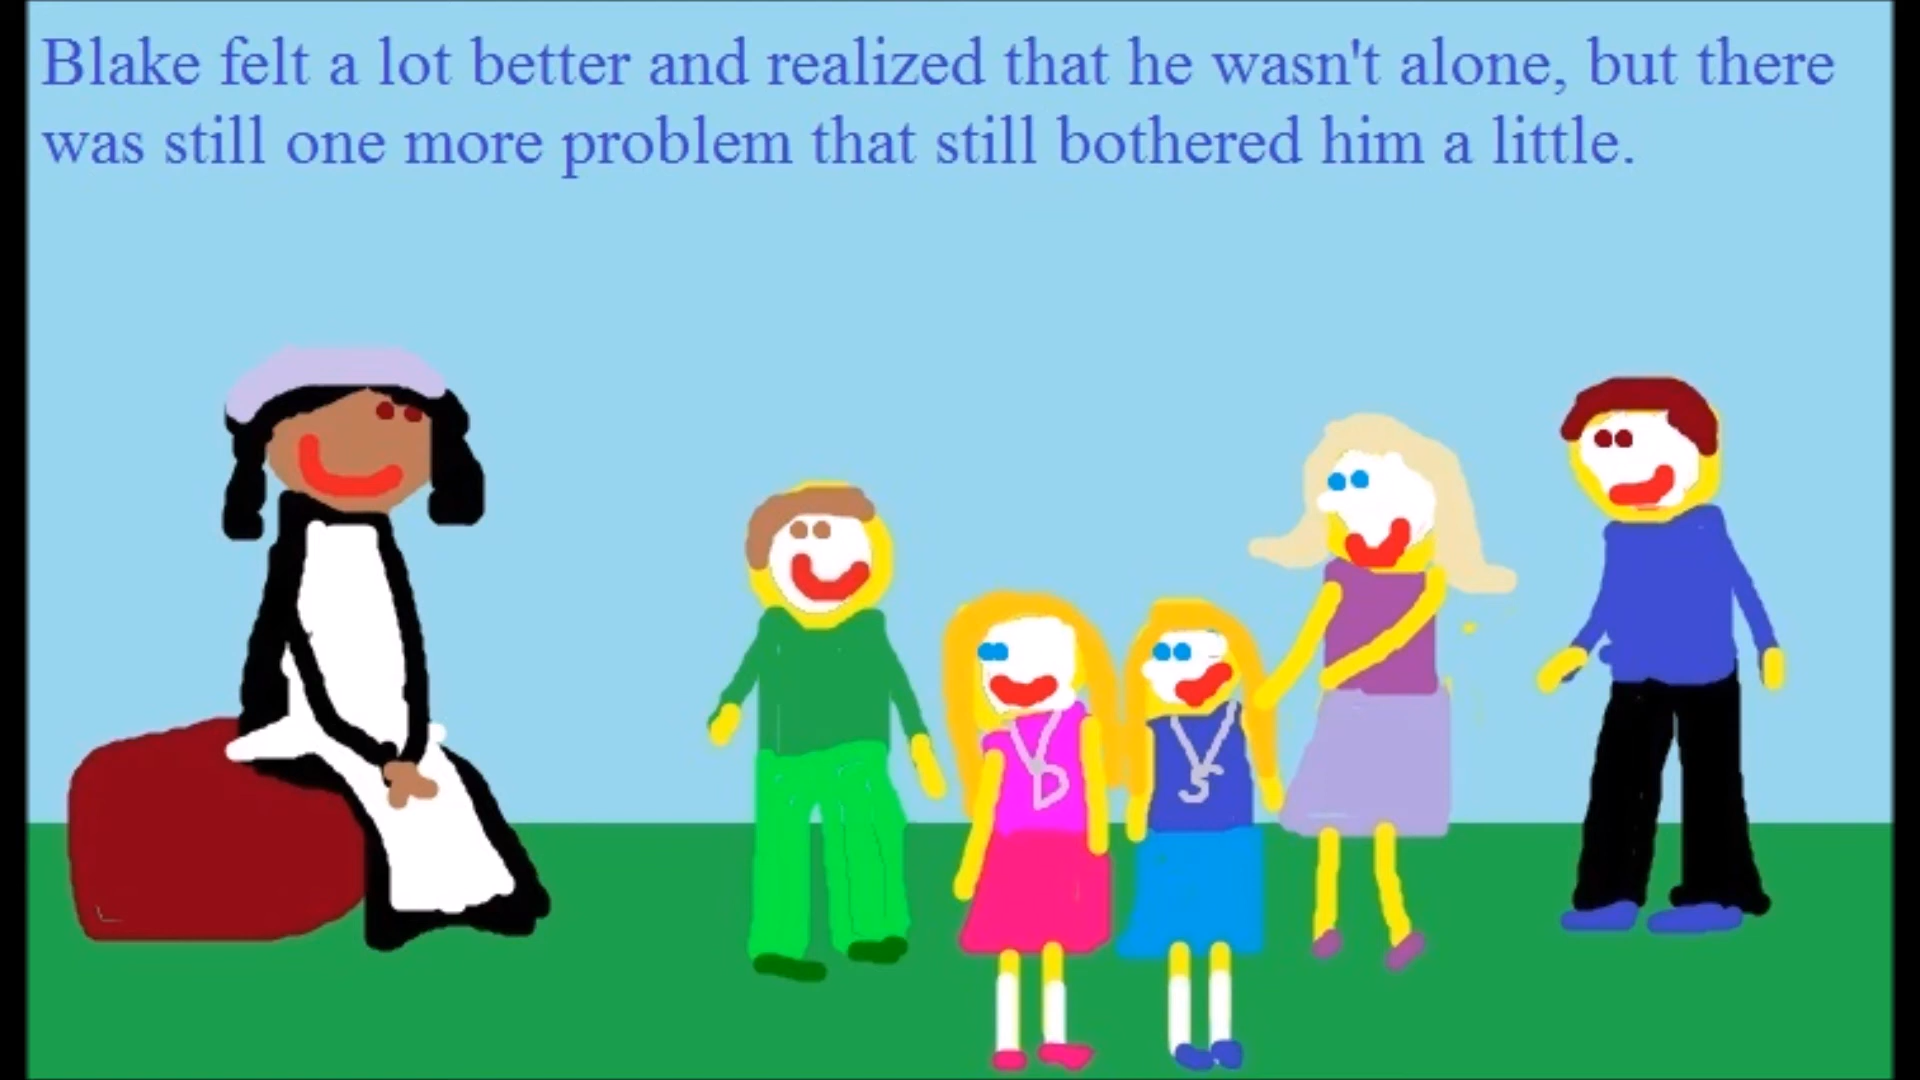 Blake felt a lot better and realized that he wasn't alone, but there
was still one more problem that still bothered him a little.
D
S